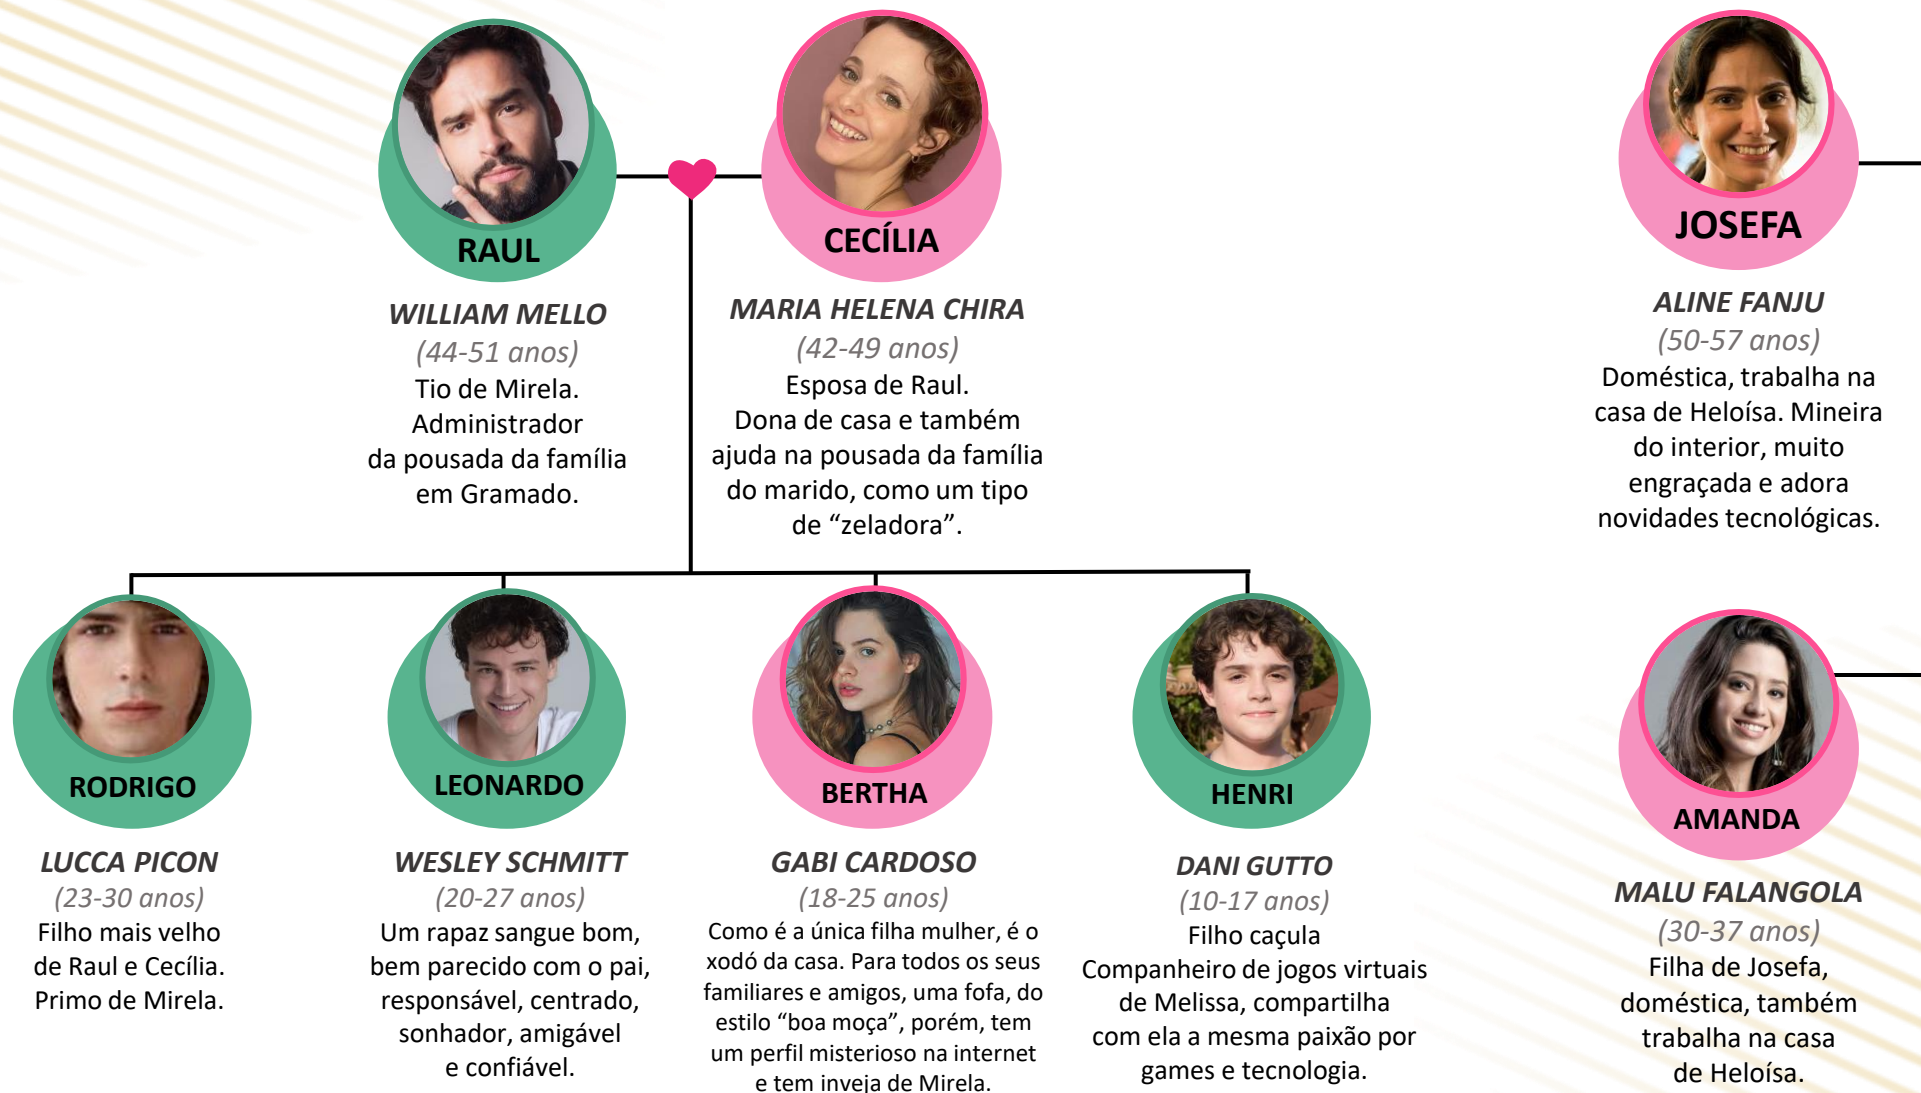 RAUL
WILLIAM MELLO
(44-51 anos)
Tio de Mirela.
Administrador
da pousada da família
em Gramado.
CECÍLIA
MARIA HELENA CHIRA
(42-49 anos)
Esposa de Raul.
Dona de casa e também
ajuda na pousada da família
do marido, como um tipo
de “zeladora”.
JOSEFA
ALINE FANJU
(50-57 anos)
Doméstica, trabalha na
casa de Heloísa. Mineira
do interior, muito
engraçada e adora
novidades tecnológicas.
RODRIGO
LUCCA PICON
(23-30 anos)
Filho mais velho
de Raul e Cecília.
Primo de Mirela.
LEONARDO
WESLEY SCHMITT
(20-27 anos)
Um rapaz sangue bom,
bem parecido com o pai,
responsável, centrado,
sonhador, amigável
e confiável.
BERTHA
GABI CARDOSO
(18-25 anos)
Como é a única filha mulher, é o
xodó da casa. Para todos os seus
familiares e amigos, uma fofa, do
estilo “boa moça”, porém, tem
um perfil misterioso na internet
e tem inveja de Mirela.
HENRI
DANI GUTTO
(10-17 anos)
Filho caçula
Companheiro de jogos virtuais
de Melissa, compartilha
com ela a mesma paixão por
games e tecnologia.
AMANDA
MALU FALANGOLA
(30-37 anos)
Filha de Josefa,
doméstica, também
trabalha na casa
de Heloísa.